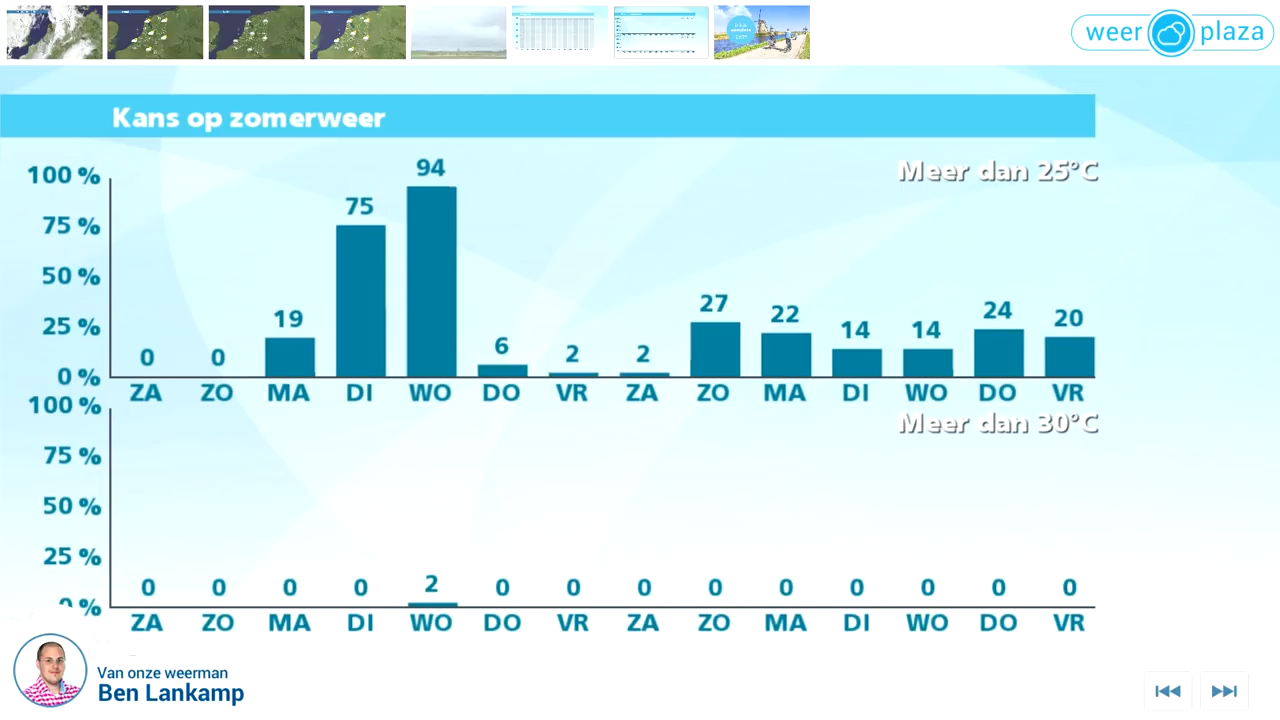 weer plaza
Kans op zomerweer
Meer dan 25°C
100 %
75 %
50 %
25 %
0 %
0 0 19 75 94 6 2 2 27 22 14 14 24 20
ZA ZO MA DI WO DO VR ZA ZO MA DI WO DO VR
Meer dan 30°C
100 %
75 %
50 %
25 %
0 %
0 0 0 0 2 0 0 0 0 0 0 0 0 0
ZA ZO MA DI WO DO VR ZA ZO MA DI WO DO VR
Van onze weerman
Ben Lankamp